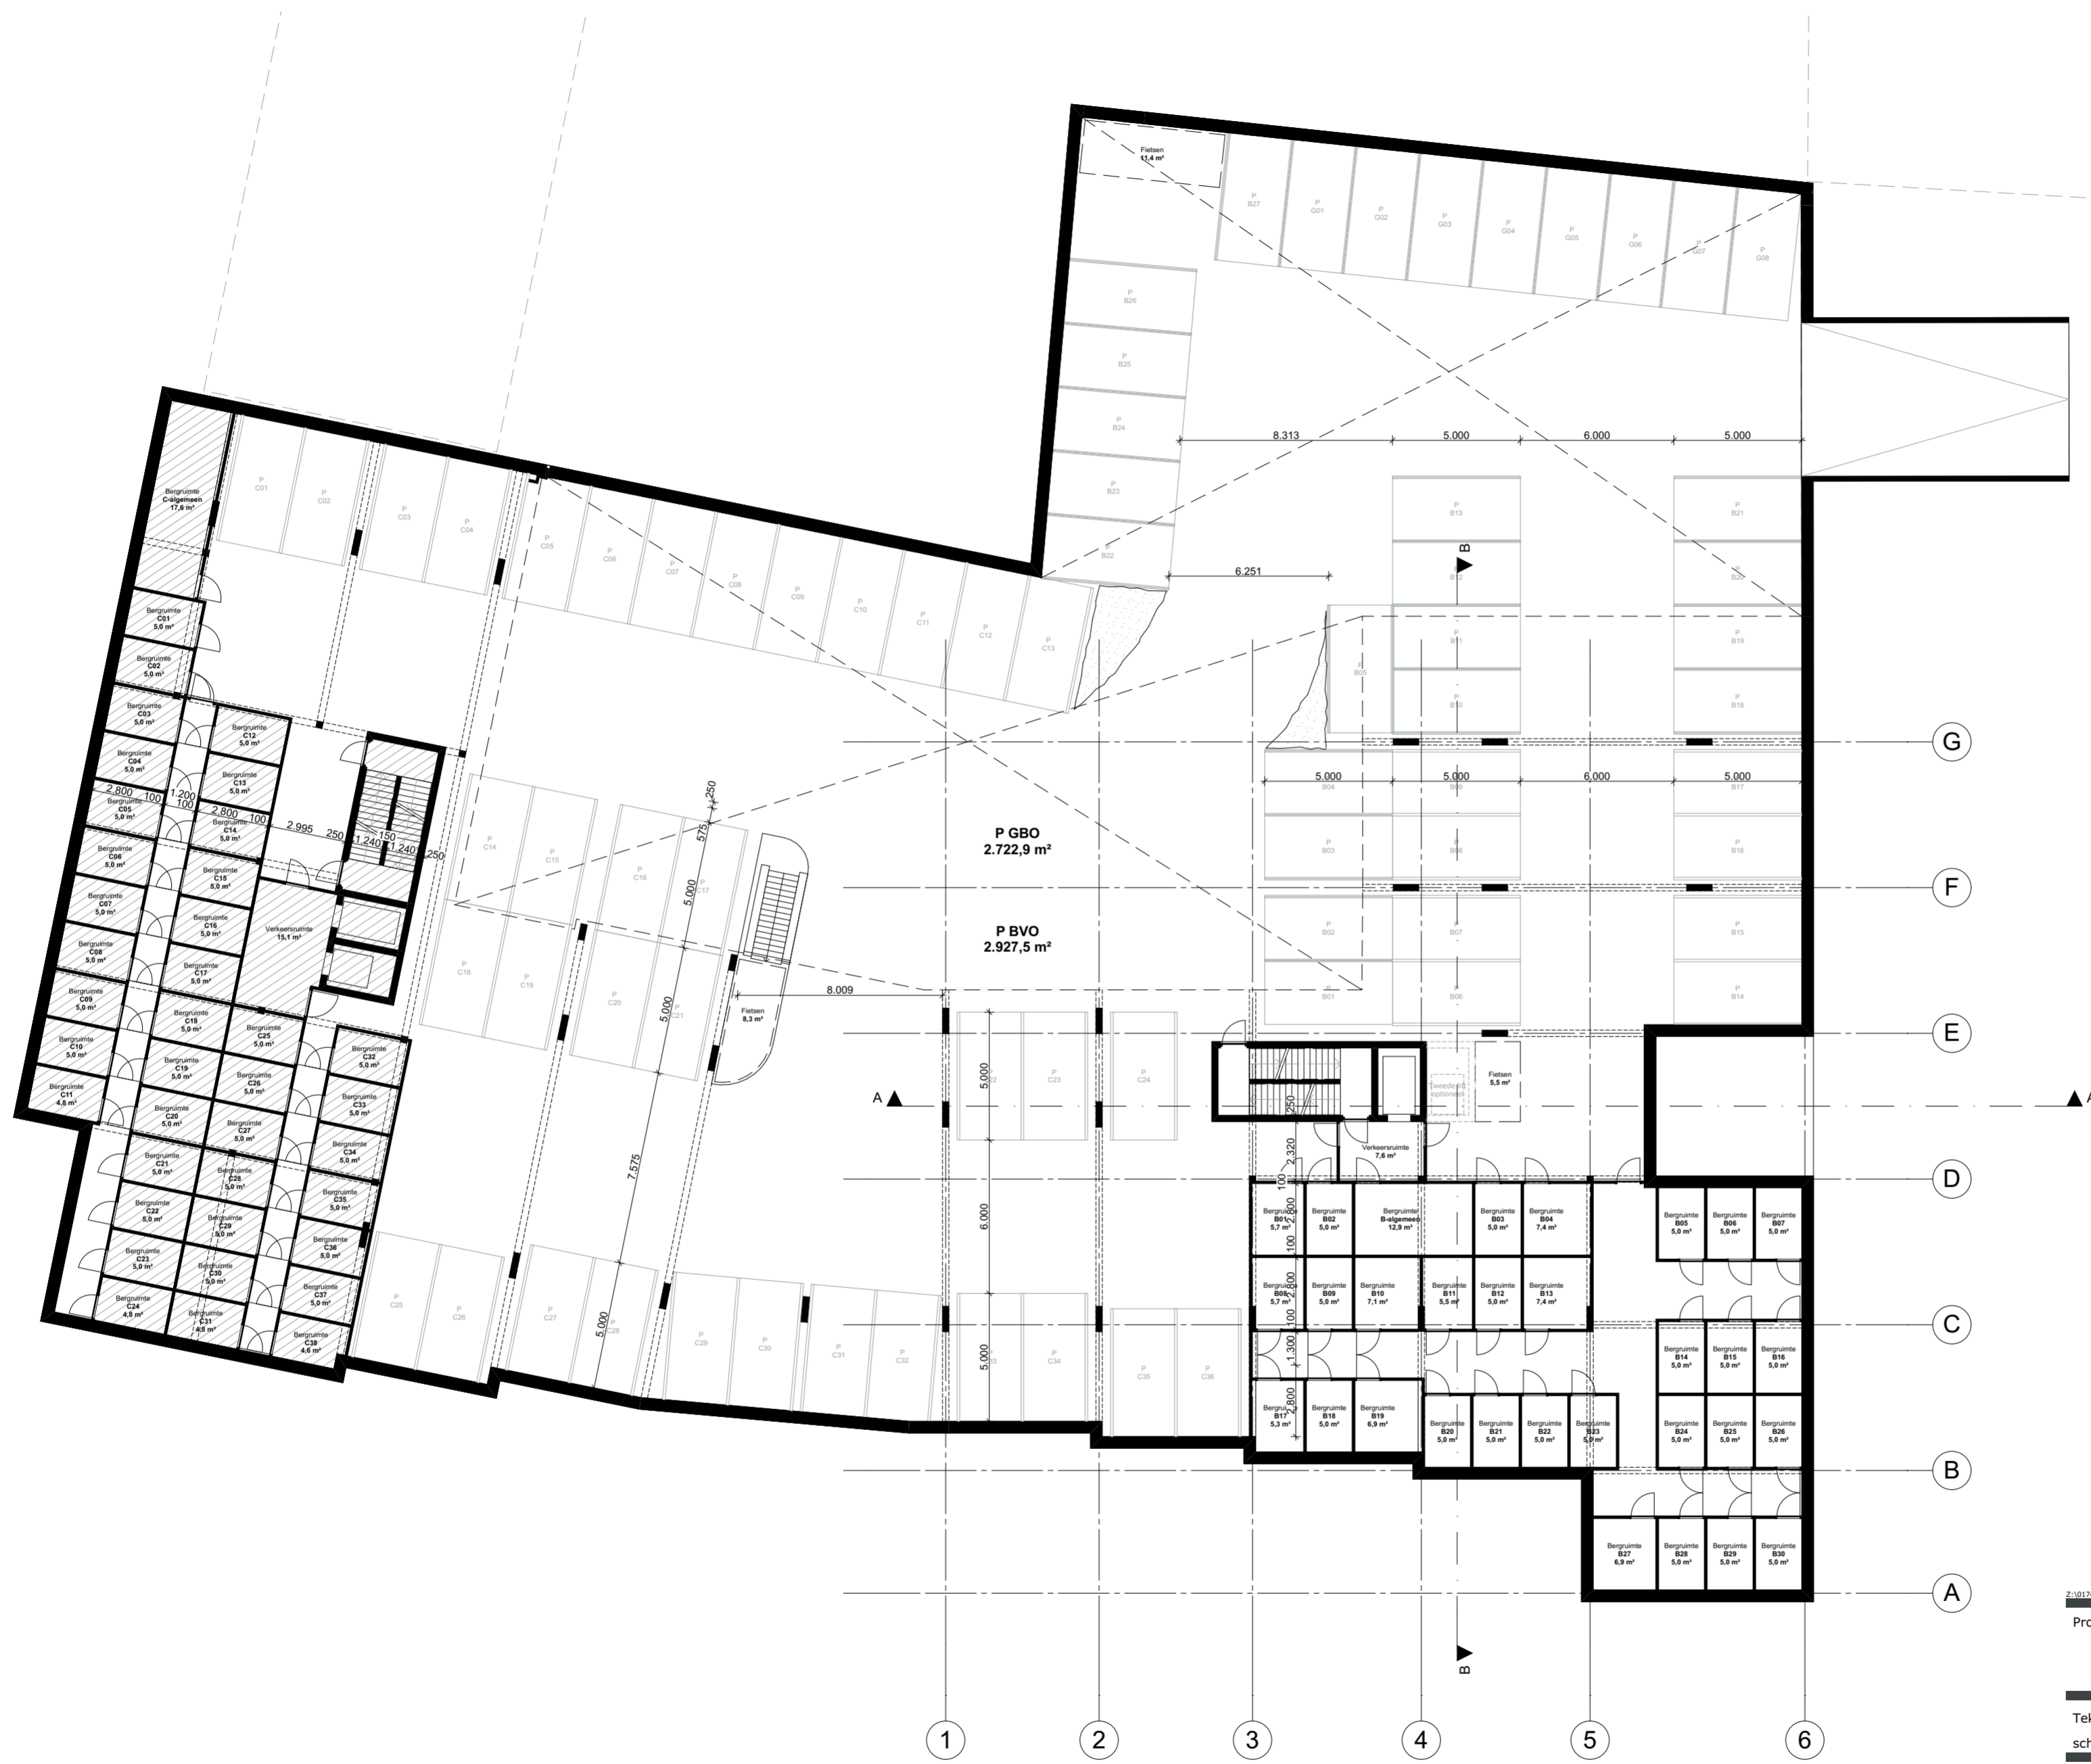 Fietsen
11,4 m²
P
B27
P
G01
P
G02
P
G03
P
G04
P
G05
P
G06
P
G07
P
G08
P
B26
P
B25
P
B24
P
B23
P
B22
8.313
5.000
6.000
5.000
6.251
P
B13
B
P
B12
P
B11
P
B10
P
B21
P
B20
P
B19
P
B18
P
B05
G
5.000
5.000
6.000
5.000
B04
B09
B17
P
B03
P
B08
P
B16
F
P
B02
P
B07
P
B15
P
B01
P
B06
P
B14
E
Bergruimte
C-algemeen
17,6 m²
P
C01
P
C02
P
C03
P
C04
P
C05
P
C06
P
C07
P
C08
P
C09
P
C10
P
C11
P
C12
P
C13
Bergruimte
C01
5,0 m²
Bergruimte
C02
5,0 m²
Bergruimte
C03
5,0 m²
Bergruimte
C04
5,0 m²
Bergruimte
C05
5,0 m²
Bergruimte
C06
5,0 m²
Bergruimte
C07
5,0 m²
Bergruimte
C08
5,0 m²
Bergruimte
C09
5,0 m²
Bergruimte
C10
5,0 m²
Bergruimte
C11
4,8 m²
Bergruimte
C12
5,0 m²
Bergruimte
C13
5,0 m²
Bergruimte
C14
5,0 m²
Bergruimte
C15
5,0 m²
Bergruimte
C16
5,0 m²
Bergruimte
C17
5,0 m²
Bergruimte
C18
5,0 m²
Bergruimte
C19
5,0 m²
Bergruimte
C20
5,0 m²
Bergruimte
C21
5,0 m²
Bergruimte
C22
5,0 m²
Bergruimte
C23
5,0 m²
Bergruimte
C24
4,8 m²
Bergruimte
C25
5,0 m²
Bergruimte
C26
5,0 m²
Bergruimte
C27
5,0 m²
Bergruimte
C28
5,0 m²
Bergruimte
C29
5,0 m²
Bergruimte
C30
5,0 m²
Bergruimte
C31
4,8 m²
Bergruimte
C32
5,0 m²
Bergruimte
C33
5,0 m²
Bergruimte
C34
5,0 m²
Bergruimte
C35
5,0 m²
Bergruimte
C36
5,0 m²
Bergruimte
C37
5,0 m²
Bergruimte
C38
4,6 m²
2.800 100 1.200 100 2.800 100 2.995 250 1.240 150 1.240 250
Verkeersruimte
15,1 m²
P
C14
P
C15
P
C16
P
C17
P
C18
P
C19
P
C20
P
C21
250
575
5.000
5.000
7.575
5.000
Fietsen
8,3 m²
8.009
P GBO
2.722,9 m²
P BVO
2.927,5 m²
A
5.000
6.000
5.000
P
C23
P
C24
P
C25
P
C26
P
C27
C28
P
C29
P
C30
P
C31
P
C32
P
C34
P
C35
P
C36
Tweede lift
optioneel
Fietsen
5,5 m²
A
Verkeersruimte
7,6 m²
250
2.320
100
2.800
100
2.800
100
1.300
2.800
D
Bergruimte
B01
5,7 m²
Bergruimte
B02
5,0 m²
Bergruimte
B-algemeen
12,9 m²
Bergruimte
B03
5,0 m²
Bergruimte
B04
7,4 m²
Bergruimte
B05
5,0 m²
Bergruimte
B06
5,0 m²
Bergruimte
B07
5,0 m²
Bergruimte
B08
5,7 m²
Bergruimte
B09
5,0 m²
Bergruimte
B10
7,1 m²
Bergruimte
B11
5,5 m²
Bergruimte
B12
5,0 m²
Bergruimte
B13
7,4 m²
C
Bergruimte
B14
5,0 m²
Bergruimte
B15
5,0 m²
Bergruimte
B16
5,0 m²
Bergruimte
B17
5,3 m²
Bergruimte
B18
5,0 m²
Bergruimte
B19
6,9 m²
Bergruimte
B20
5,0 m²
Bergruimte
B21
5,0 m²
Bergruimte
B22
5,0 m²
Bergruimte
B23
5,0 m²
Bergruimte
B24
5,0 m²
Bergruimte
B25
5,0 m²
Bergruimte
B26
5,0 m²
B
Bergruimte
B27
6,9 m²
Bergruimte
B28
5,0 m²
Bergruimte
B29
5,0 m²
Bergruimte
B30
5,0 m²
A
B
1
2
3
4
5
6
Z:\017
Pro
Tek
sch